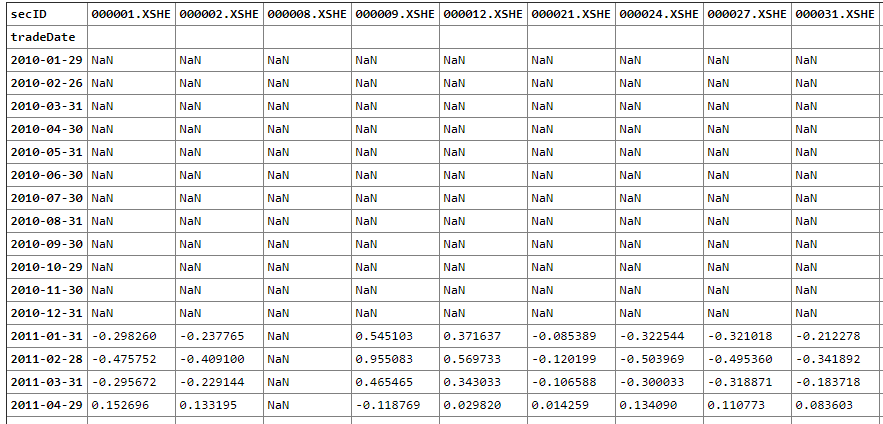 secID 000001.XSHE 000002.XSHE 000008.XSHE 000009.XSHE 000012.XSHE 000021.XSHE 000024.XSHE 000027.XSHE 000031.XSHE
tradeDate
2010-01-29 NaN NaN NaN NaN NaN NaN NaN NaN NaN
2010-02-26 NaN NaN NaN NaN NaN NaN NaN NaN NaN
2010-03-31 NaN NaN NaN NaN NaN NaN NaN NaN NaN
2010-04-30 NaN NaN NaN NaN NaN NaN NaN NaN NaN
2010-05-31 NaN NaN NaN NaN NaN NaN NaN NaN NaN
2010-06-30 NaN NaN NaN NaN NaN NaN NaN NaN NaN
2010-07-30 NaN NaN NaN NaN NaN NaN NaN NaN NaN
2010-08-31 NaN NaN NaN NaN NaN NaN NaN NaN NaN
2010-09-30 NaN NaN NaN NaN NaN NaN NaN NaN NaN
2010-10-29 NaN NaN NaN NaN NaN NaN NaN NaN NaN
2010-11-30 NaN NaN NaN NaN NaN NaN NaN NaN NaN
2010-12-31 NaN NaN NaN NaN NaN NaN NaN NaN NaN
2011-01-31 -0.298260 -0.237765 NaN 0.545103 0.371637 -0.085389 -0.322544 -0.321018 -0.212278
2011-02-28 -0.475752 -0.409100 NaN 0.955083 0.569733 -0.120199 -0.503969 -0.495360 -0.341892
2011-03-31 -0.295672 -0.229144 NaN 0.465465 0.343033 -0.106588 -0.300033 -0.318871 -0.183718
2011-04-29 0.152696 0.133195 NaN -0.118769 0.029820 0.014259 0.134090 0.110773 0.083603